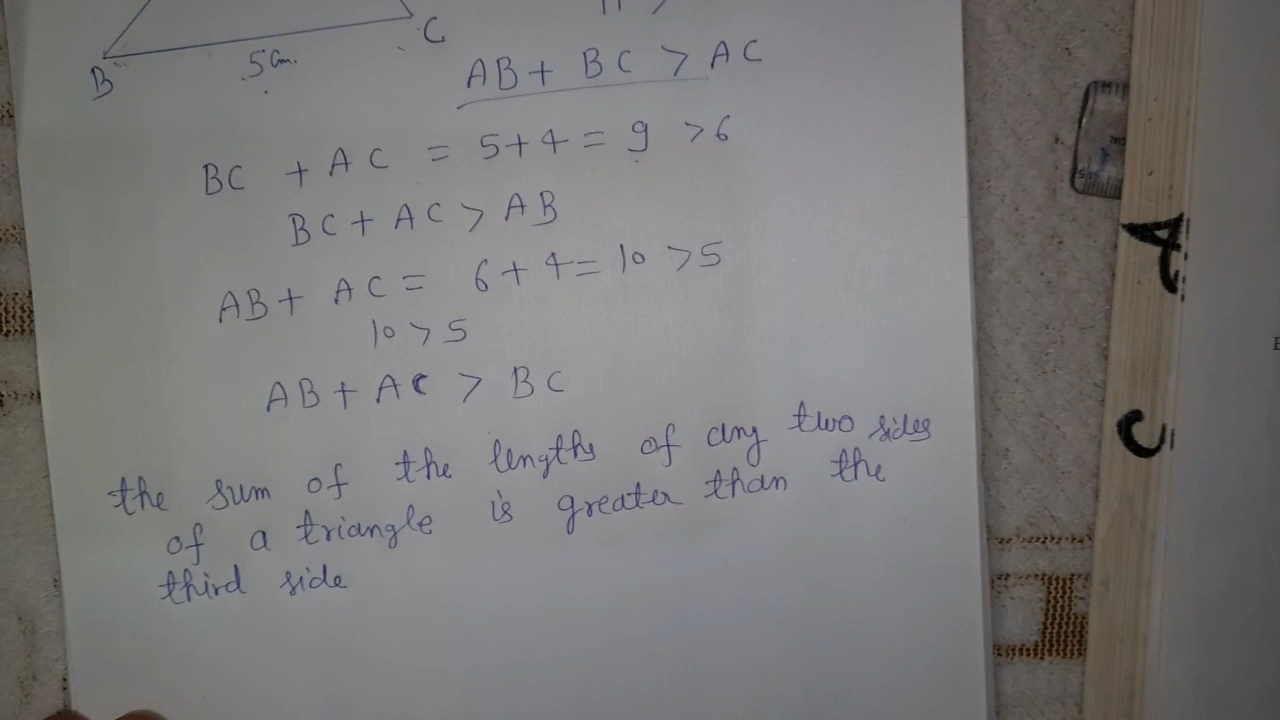 C
B
5 cm.
AB + BC > AC
BC + AC = 5+4 = 9 >6
BC + AC > AB
AB + AC = 6+4=10 >5
10 > 5
AB + AC > BC
the sum of the lengths of any two sides
of a triangle is greater than the
third side
A
C